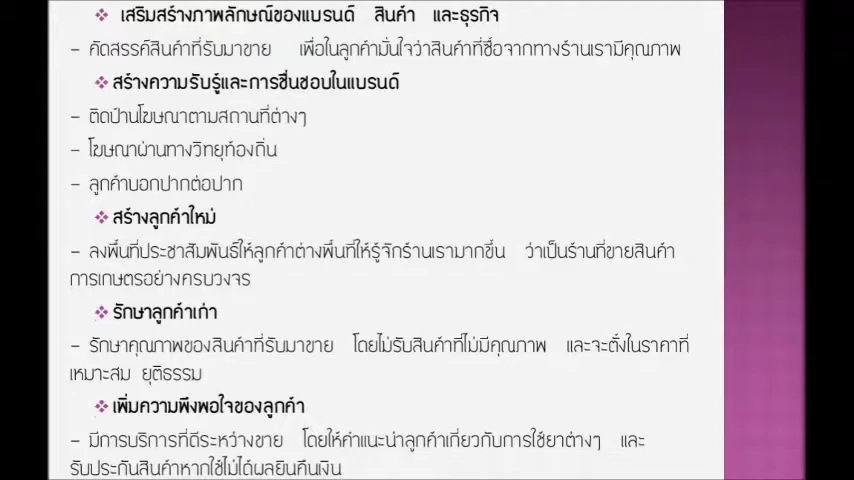 ❖ เสริมสร้างภาพลักษณ์ของแบรนด์ สินค้า และธุรกิจ
- คัดสรรค์สินค้าที่รับมาขาย เพื่อในลูกค้ามั่นใจว่าสินค้าที่ซื้อจากทางร้านเรามีคุณภาพ
❖ สร้างความรับรู้และการชื่นชอบในแบรนด์
- ติดป้านโฆษณาตามสถานที่ต่างๆ
- โฆษณาผ่านทางวิทยุท้องถิ่น
- ลูกค้าบอกปากต่อปาก
❖ สร้างลูกค้าใหม่
- ลงพื้นที่ประชาสัมพันธ์ให้ลูกค้าต่างพื้นที่ให้รู้จักร้านเรามากขึ้น ว่าเป็นร้านที่ขายสินค้า
การเกษตรอย่างครบวงจร
❖ รักษาลูกค้าเก่า
- รักษาคุณภาพของสินค้าที่รับมาขาย โดยไม่รับสินค้าที่ไม่มีคุณภาพ และจะตั้งในราคาที่
เหมาะสม ยุติธรรม
❖ เพิ่มความพึงพอใจของลูกค้า
- มีการบริการที่ดีระหว่างขาย โดยให้คำแนะนำลูกค้าเกี่ยวกับการใช้ยาต่างๆ และ
รับประกันสินค้าหากใช้ไม่ได้ผลยินคืนเงิน